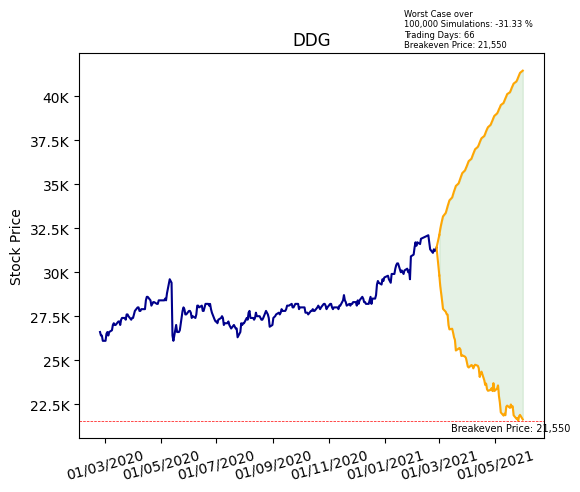 Worst Case over
100,000 Simulations: -31.33 %
Trading Days: 66
Breakeven Price: 21,550
DDG
40K
37.5K
35K
32.5K
30K
27.5K
25K
22.5K
Stock Price
Breakeven Price: 21,550
01/03/2020
01/05/2020
01/07/2020
01/09/2020
01/11/2020
01/01/2021
01/03/2021
01/05/2021